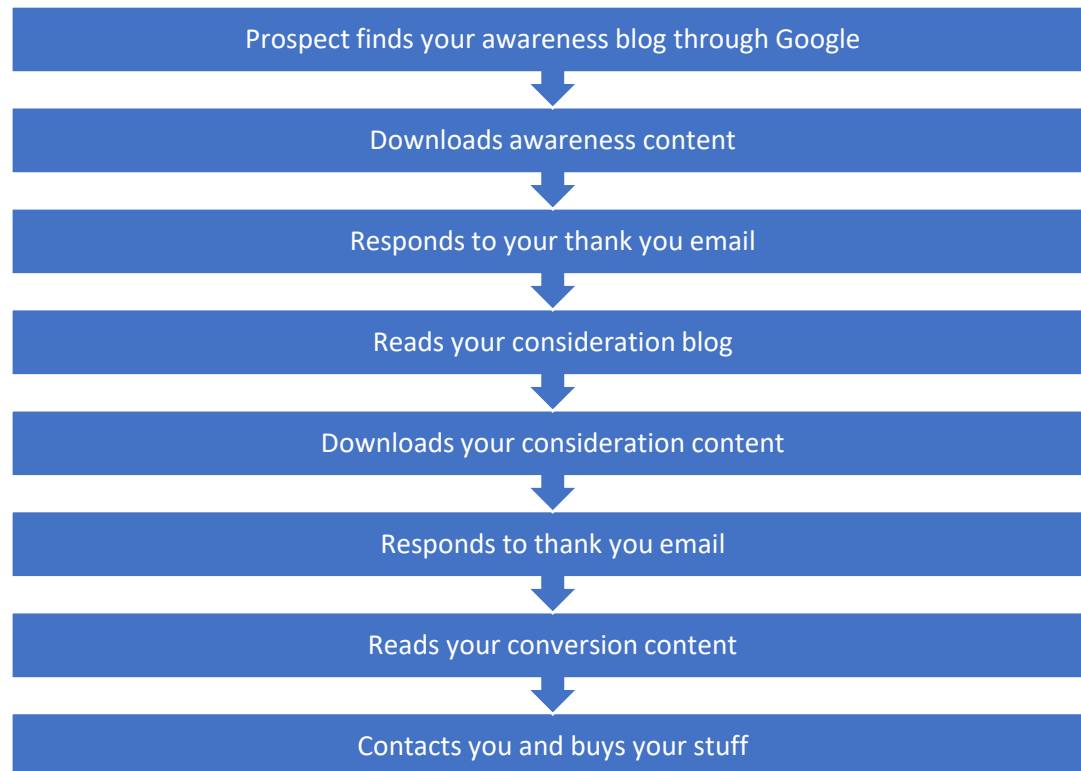 Prospect finds your awareness blog through Google
Downloads awareness content
Responds to your thank you email
Reads your consideration blog
Downloads your consideration content
Responds to thank you email
Reads your conversion content
Contacts you and buys your stuff